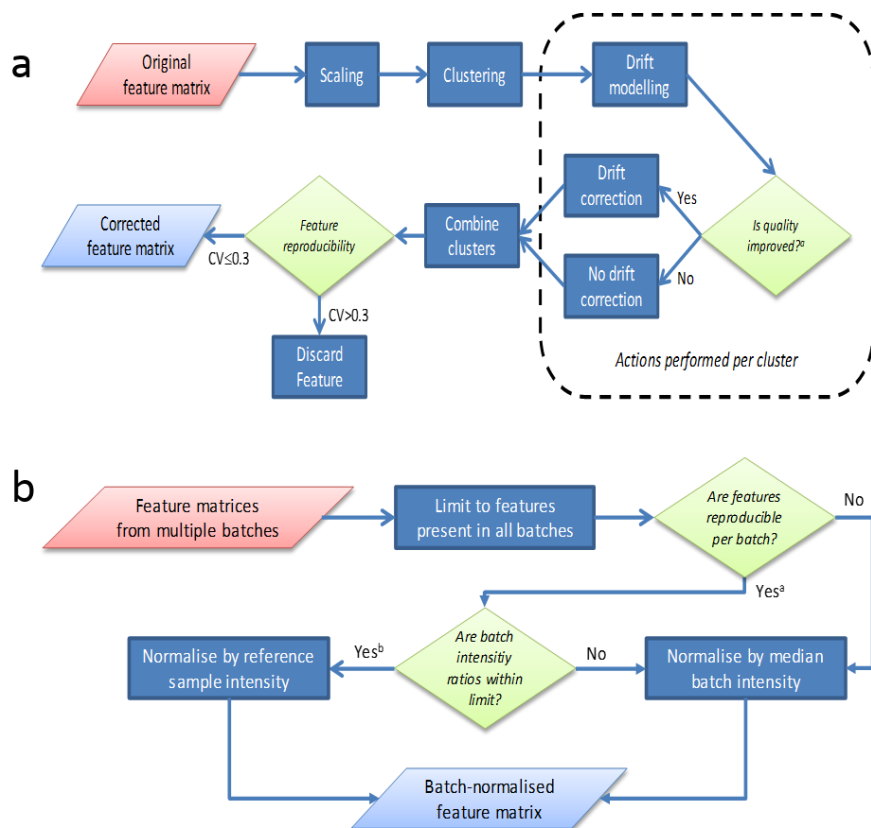 a
Original
feature matrix
Scaling
Clustering
Drift
modelling
Is quality
improved?ᵃ
Yes
No
Drift
correction
No drift
correction
Actions performed per cluster
Combine
clusters
Feature
reproducibility
CV≤0.3
Corrected
feature matrix
CV>0.3
Discard
Feature
b
Feature matrices
from multiple batches
Limit to features
present in all batches
Are features
reproducible
per batch?
No
Yesᵃ
Are batch
intensitiy
ratios within
limit?
Yesᵇ
No
Normalise by reference
sample intensity
Normalise by median
batch intensity
Batch-normalised
feature matrix